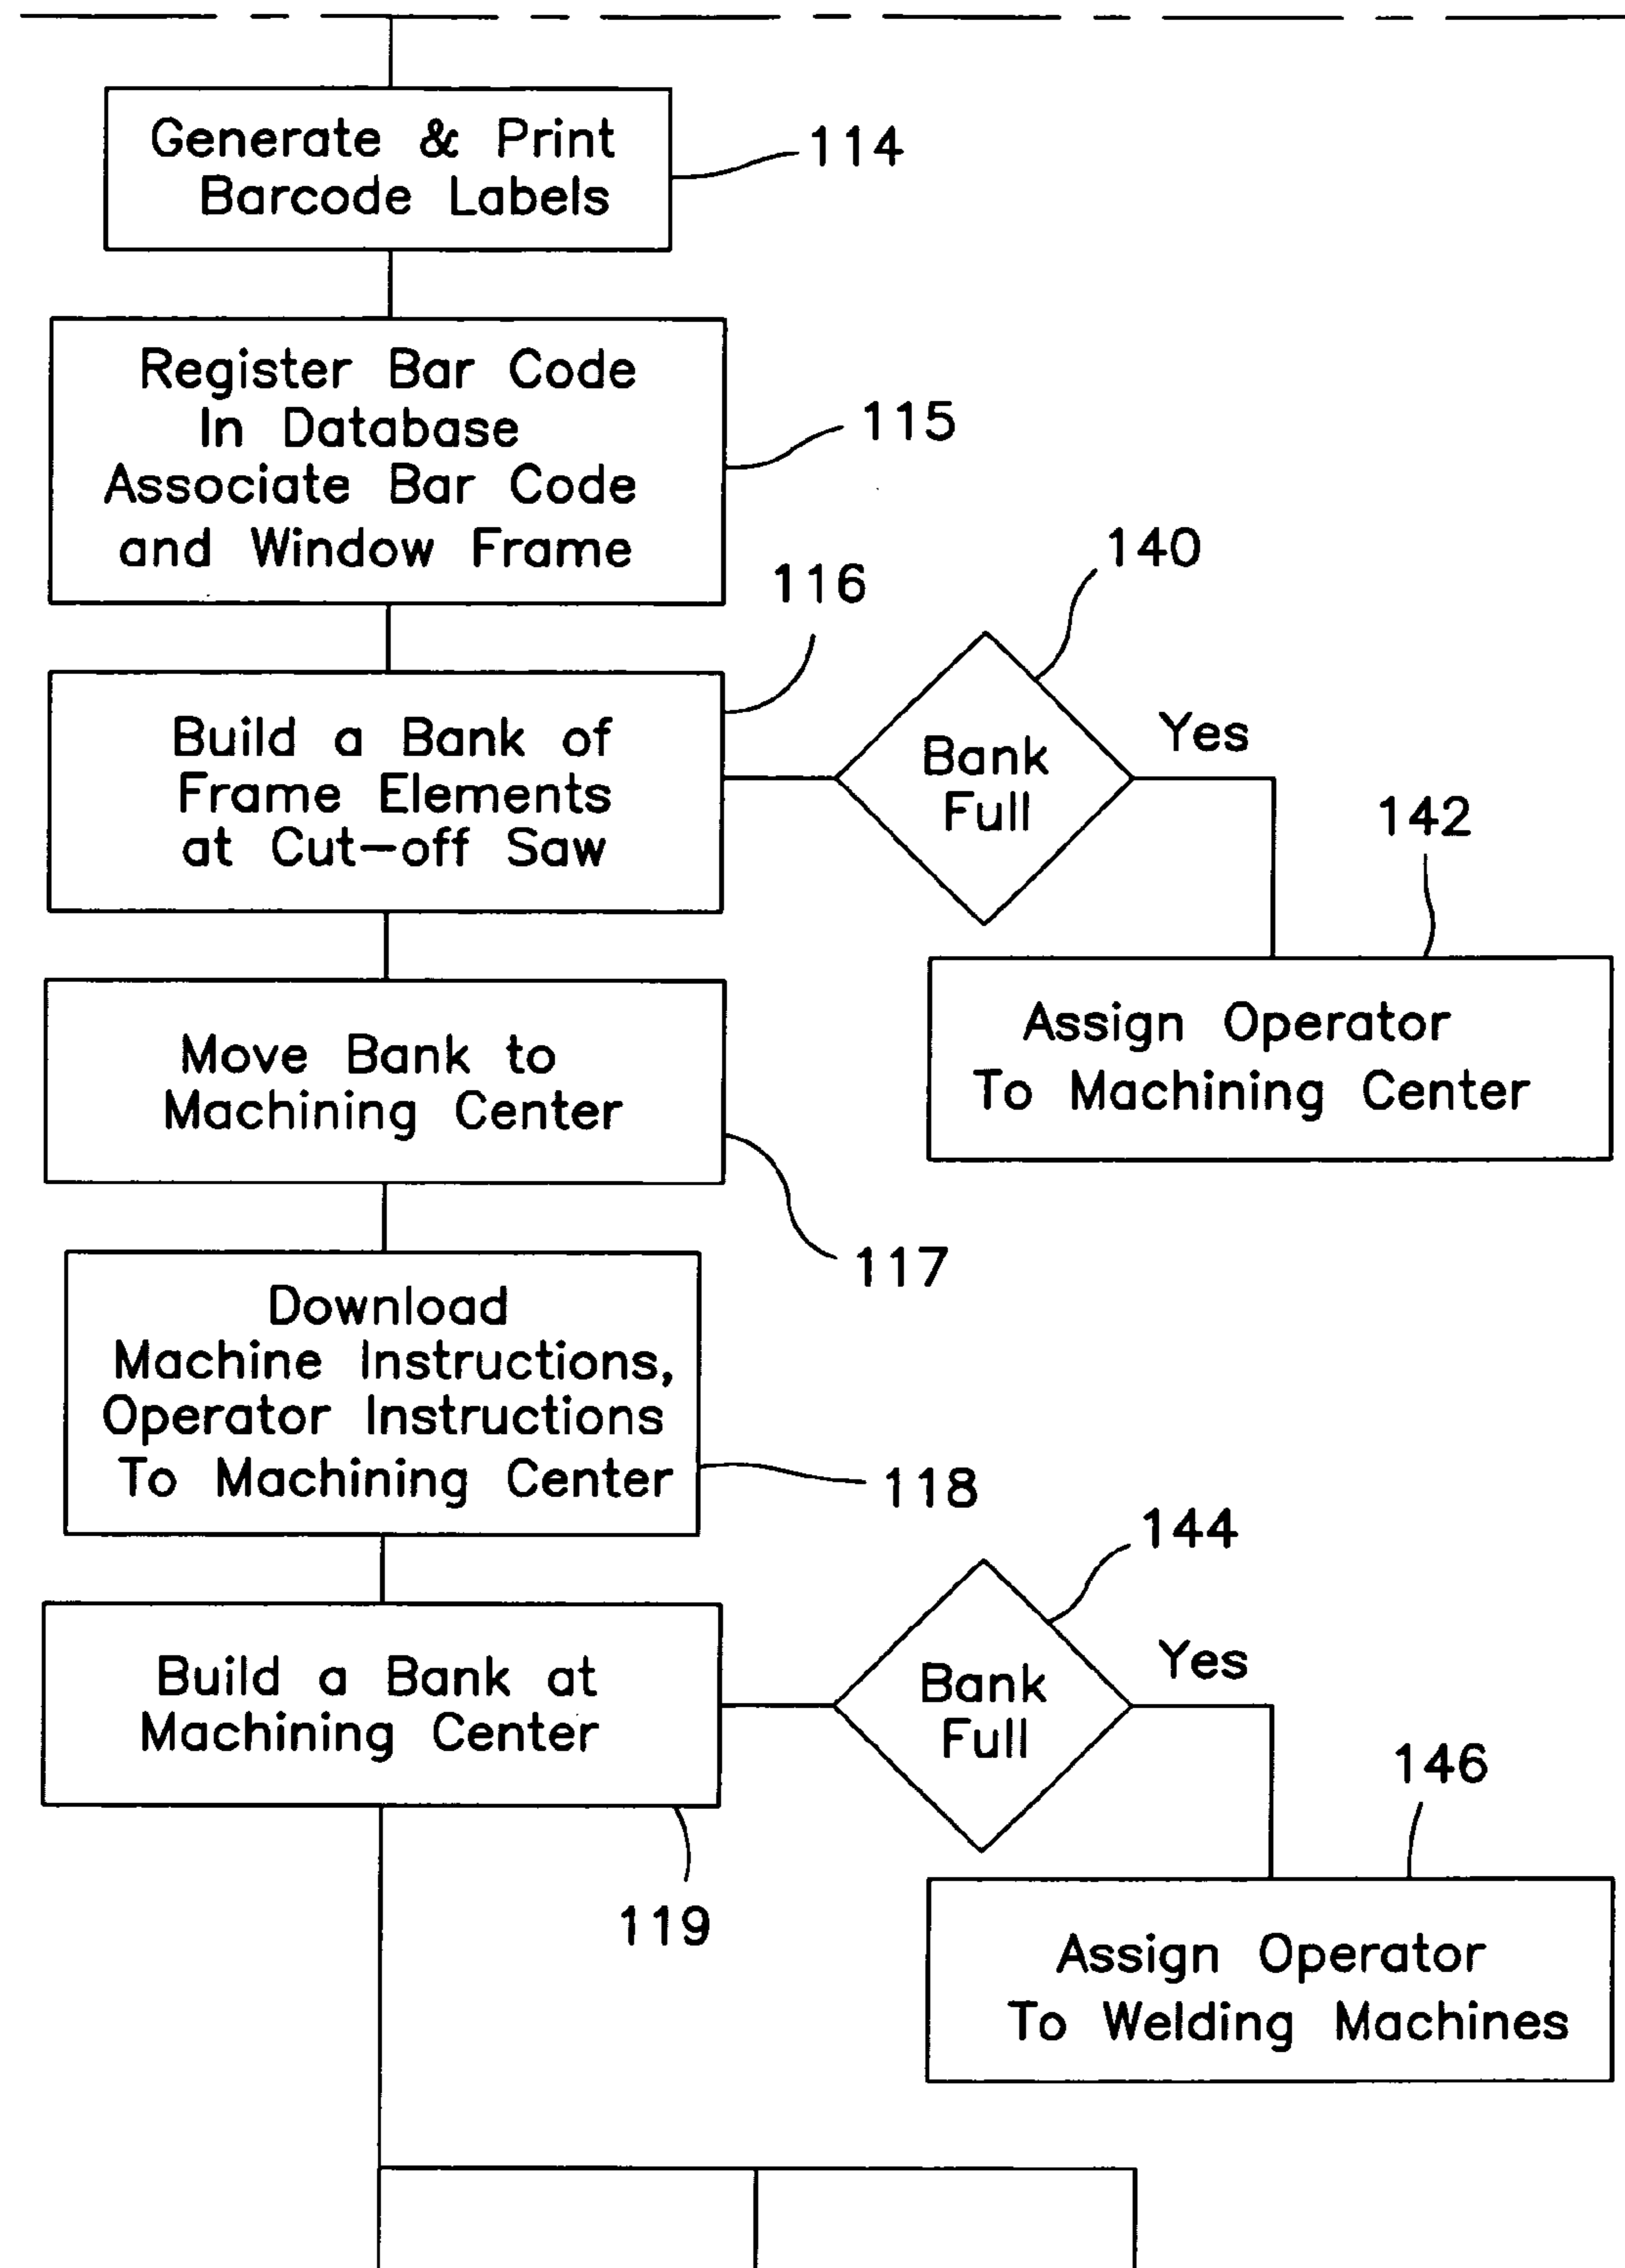 Generate & Print
Barcode Labels
114
Register Bar Code
In Database
Associate Bar Code
and Window Frame
115
116
Build a Bank of
Frame Elements
at Cut-off Saw
140
Bank
Full
Yes
142
Assign Operator
To Machining Center
Move Bank to
Machining Center
117
Download
Machine Instructions,
Operator Instructions
To Machining Center
118
Build a Bank at
Machining Center
119
144
Bank
Full
Yes
146
Assign Operator
To Welding Machines